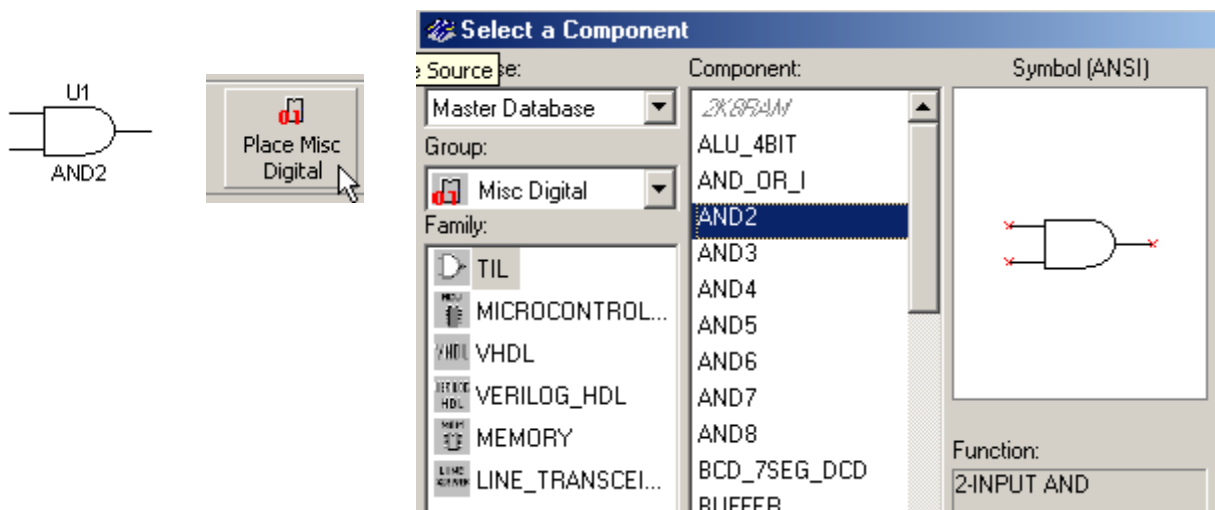 U1
AND2
Place Misc
Digital
Select a Component
Source
se:
Component:
Symbol (ANSI)
Master Database
Group:
Misc Digital
Family:
TIL
MICROCONTROL...
VHDL
VERILOG_HDL
MEMORY
LINE_TRANSCEI...
2K8RAM
ALU_4BIT
AND_OR_I
AND2
AND3
AND4
AND5
AND6
AND7
AND8
BCD_7SEG_DCD
BUFFER
Function:
2-INPUT AND